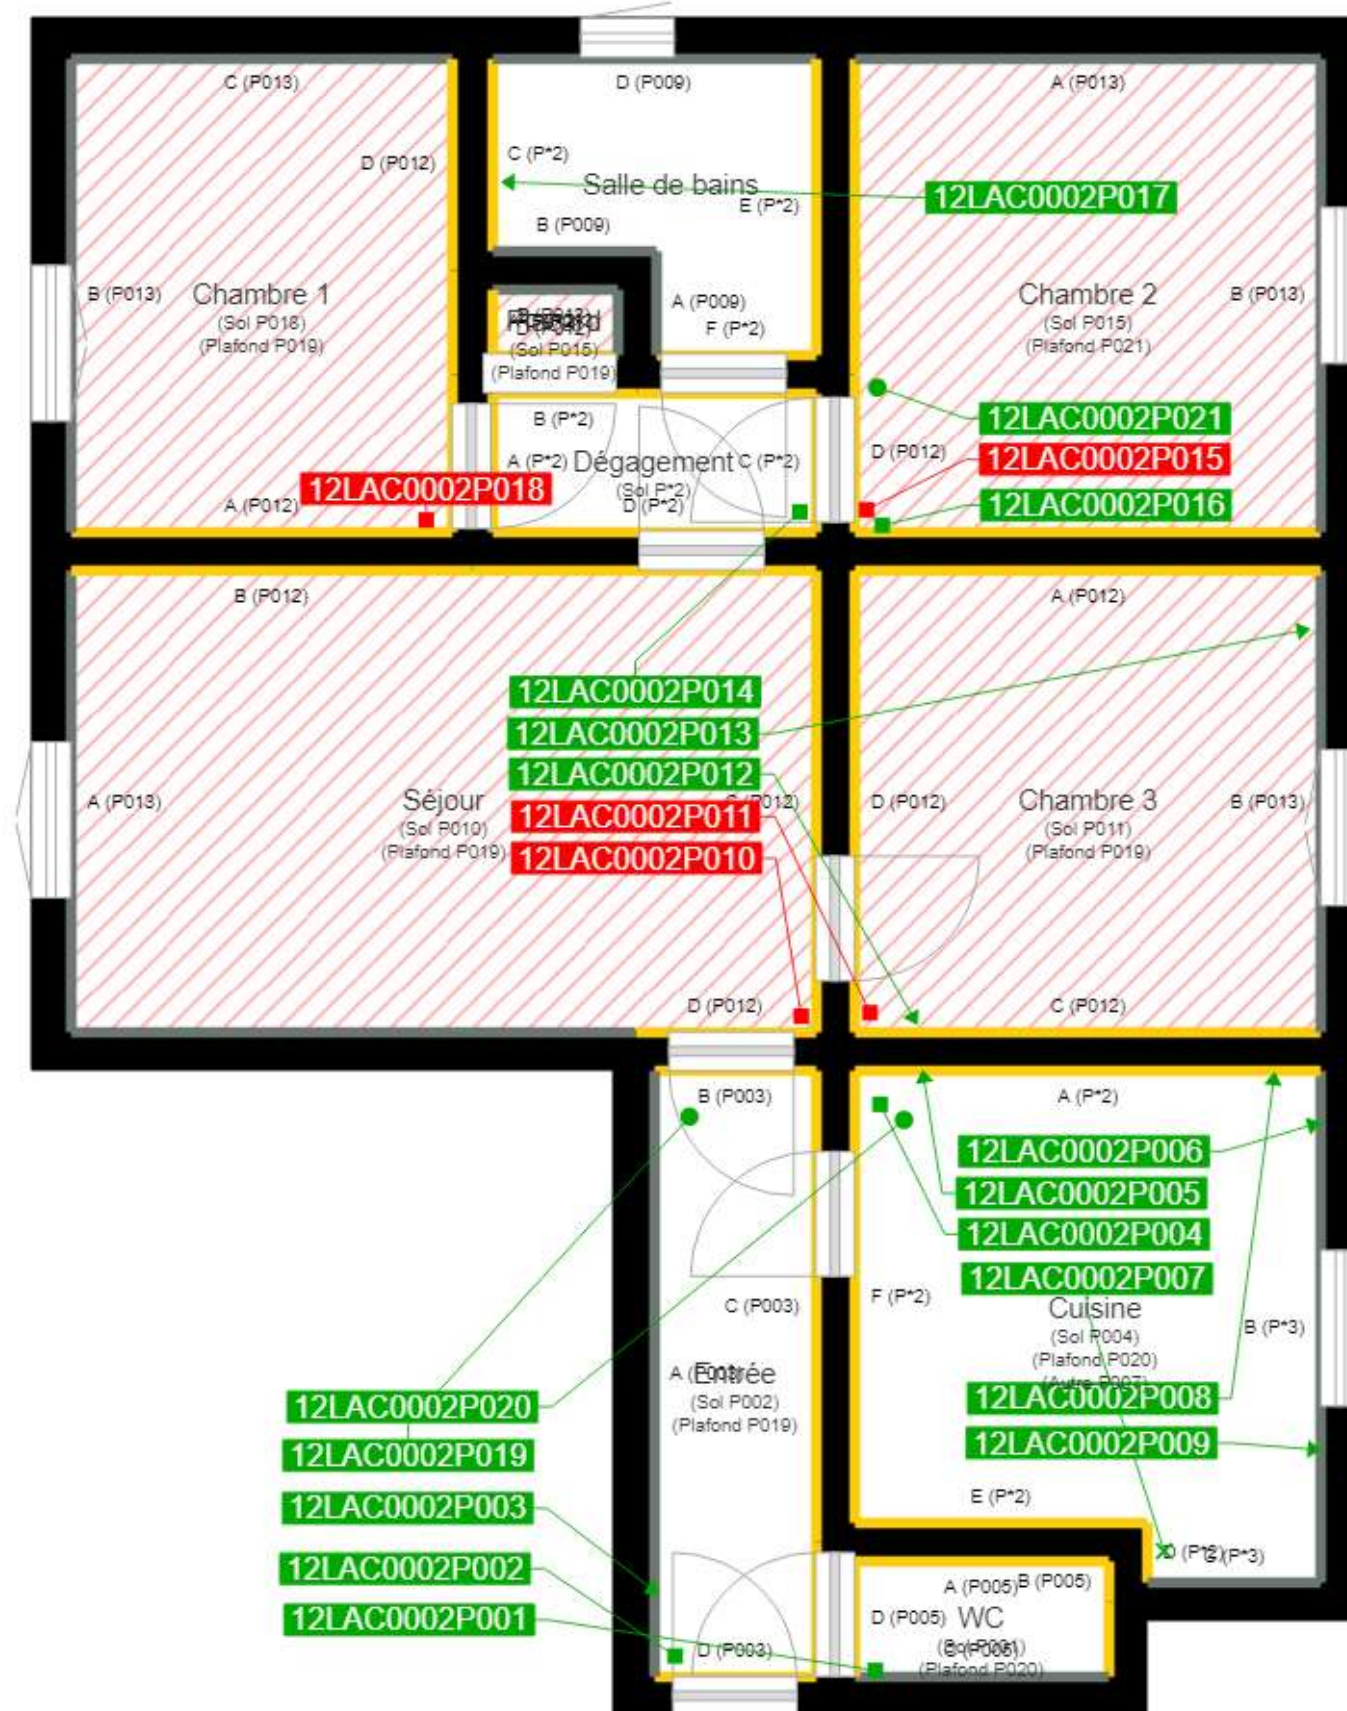 C (P013)
D (P009)
A (P013)
C (P*2)
D (P012)
Salle de bains
12LAC0002P017
E (P*2)
B (P009)
B (P013)
Chambre 1
(Sol P018)
(Plafond P019)
A (P009)
F (P*2)
Chambre 2
(Sol P015)
(Plafond P021)
B (P013)
D (P012)
(Sol P015)
(Plafond P019)
12LAC0002P021
B (P*2)
D (P012)
12LAC0002P015
A (P*2)
Dégagement
C (P*2)
(Sol P*2)
D (P*2)
12LAC0002P018
A (P012)
12LAC0002P016
B (P012)
A (P012)
12LAC0002P014
12LAC0002P013
12LAC0002P012
A (P013)
Séjour
(Sol P010)
(Plafond P019)
12LAC0002P011
12LAC0002P010
D (P012)
Chambre 3
(Sol P011)
(Plafond P019)
B (P013)
D (P012)
C (P012)
B (P003)
A (P*2)
12LAC0002P006
12LAC0002P005
12LAC0002P004
12LAC0002P007
F (P*2)
C (P003)
Cuisine
(Sol P004)
(Plafond P020)
(Autre P007)
B (P*3)
Entrée
(Sol P002)
(Plafond P019)
12LAC0002P008
12LAC0002P020
12LAC0002P009
12LAC0002P019
E (P*2)
12LAC0002P003
12LAC0002P002
A (P005)
B (P005)
12LAC0002P001
D (P005)
WC
D (P003)
(Plafond P020)